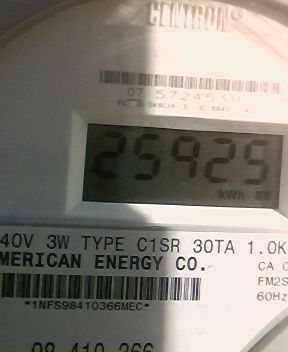 CENTRON®
07
25925
kWh
40V 3W TYPE C1SR 30TA 1.0K
MERICAN ENERGY CO.
CA
FM2S
60Hz
*1NFS98410366MEC*
98 410 366